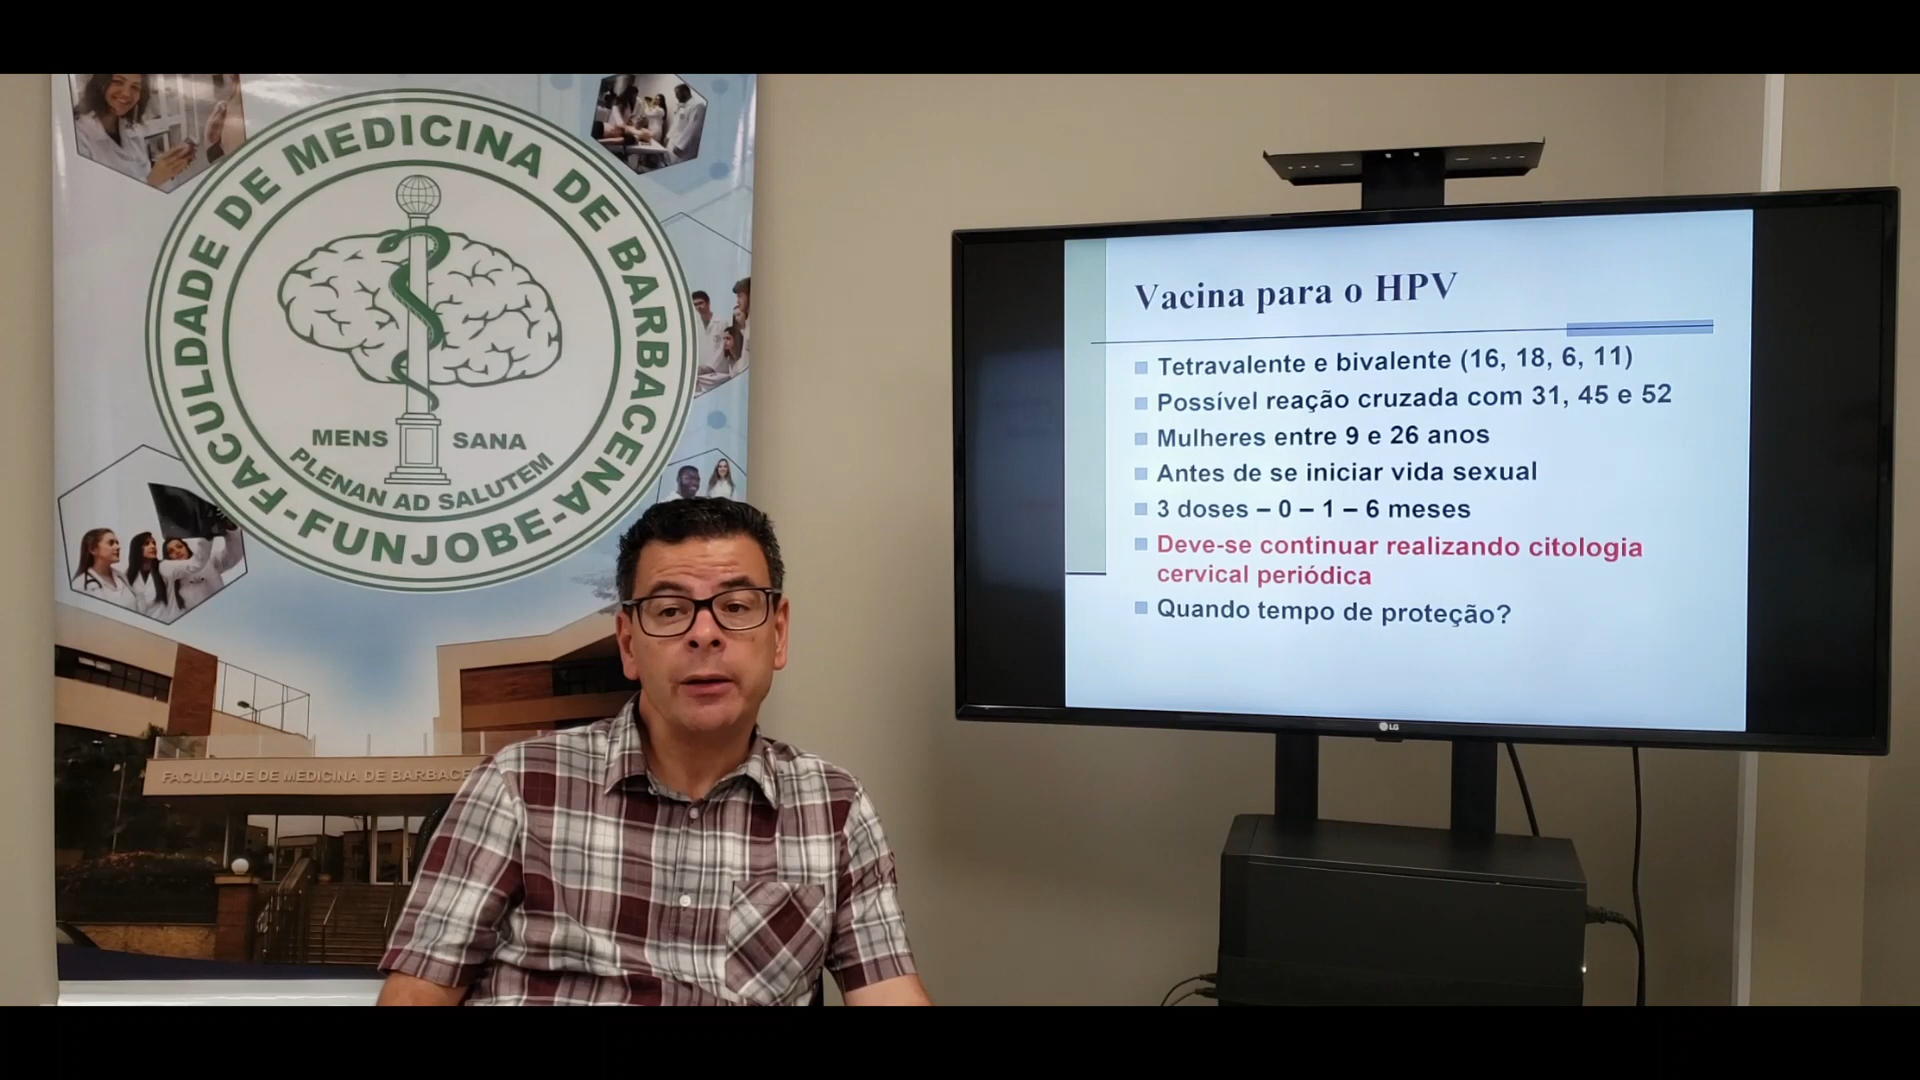 FACULDADE DE MEDICINA DE BARBACENA-FUNJOBE-
MENS SANA
PLENAN AD SALUTEM
FACULDADE DE MEDICINA DE BARBACE
Vacina para o HPV
Tetravalente e bivalente (16, 18, 6, 11)
Possível reação cruzada com 31, 45 e 52
Mulheres entre 9 e 26 anos
Antes de se iniciar vida sexual
3 doses – 0 – 1 – 6 meses
Deve-se continuar realizando citologia
cervical periódica
Quando tempo de proteção?
LG